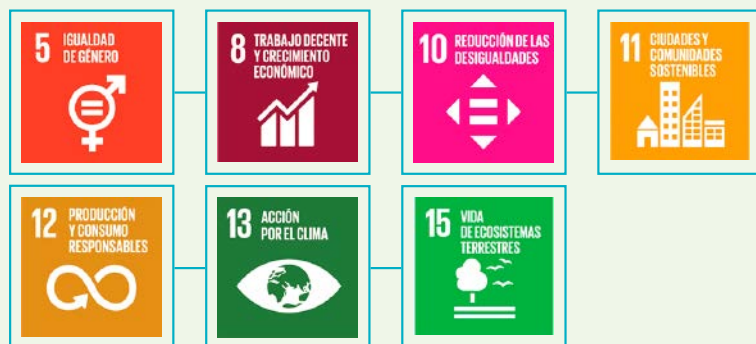 5 IGUALDAD
DE GÉNERO
8 TRABAJO DECENTE
Y CRECIMIENTO
ECONÓMICO
10 REDUCCIÓN DE LAS
DESIGUALDADES
11 CIUDADES Y
COMUNIDADES
SOSTENIBLES
12 PRODUCCIÓN
Y CONSUMO
RESPONSABLES
13 ACCIÓN
POR EL CLIMA
15 VIDA
DE ECOSISTEMAS
TERRESTRES